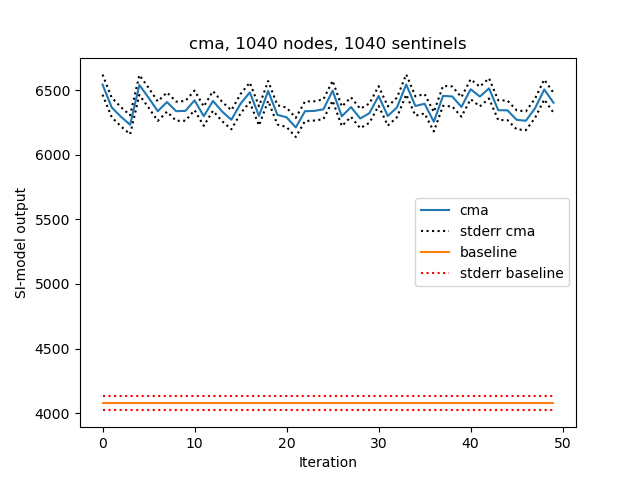 cma, 1040 nodes, 1040 sentinels
SI-model output
6500
6000
5500
5000
4500
4000
cma
stderr cma
baseline
stderr baseline
0 10 20 30 40 50
Iteration